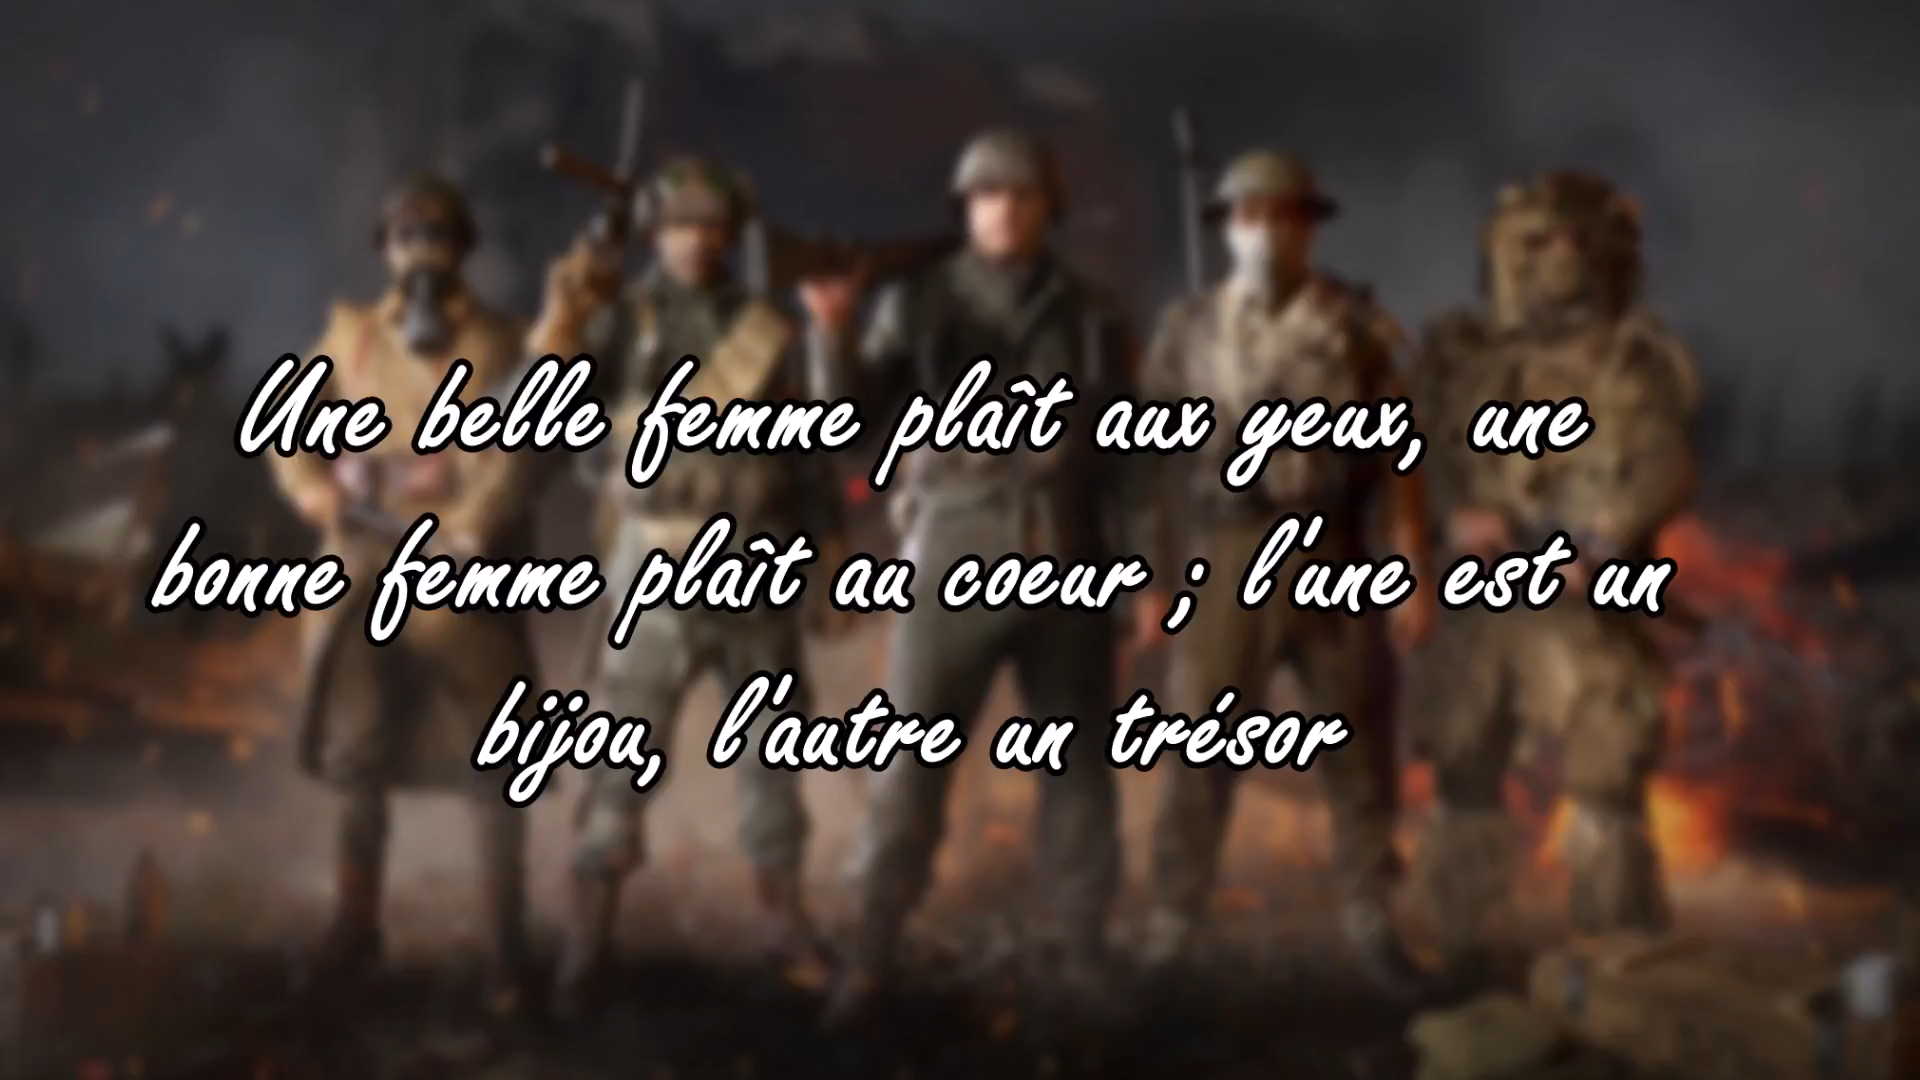 Une belle femme plaît aux yeux, une
bonne femme plaît au coeur ; l'une est un
bijou, l'autre un trésor